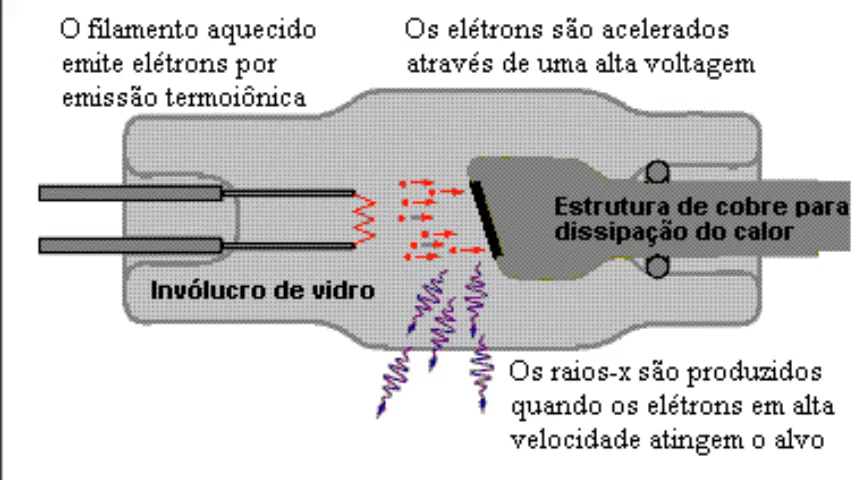 O filamento aquecido
emite elétrons por
emissão termoiônica
Os elétrons são acelerados
através de uma alta voltagem
Estrutura de cobre para
dissipação do calor
Invólucro de vidro
Os raios-x são produzidos
quando os elétrons em alta
velocidade atingem o alvo